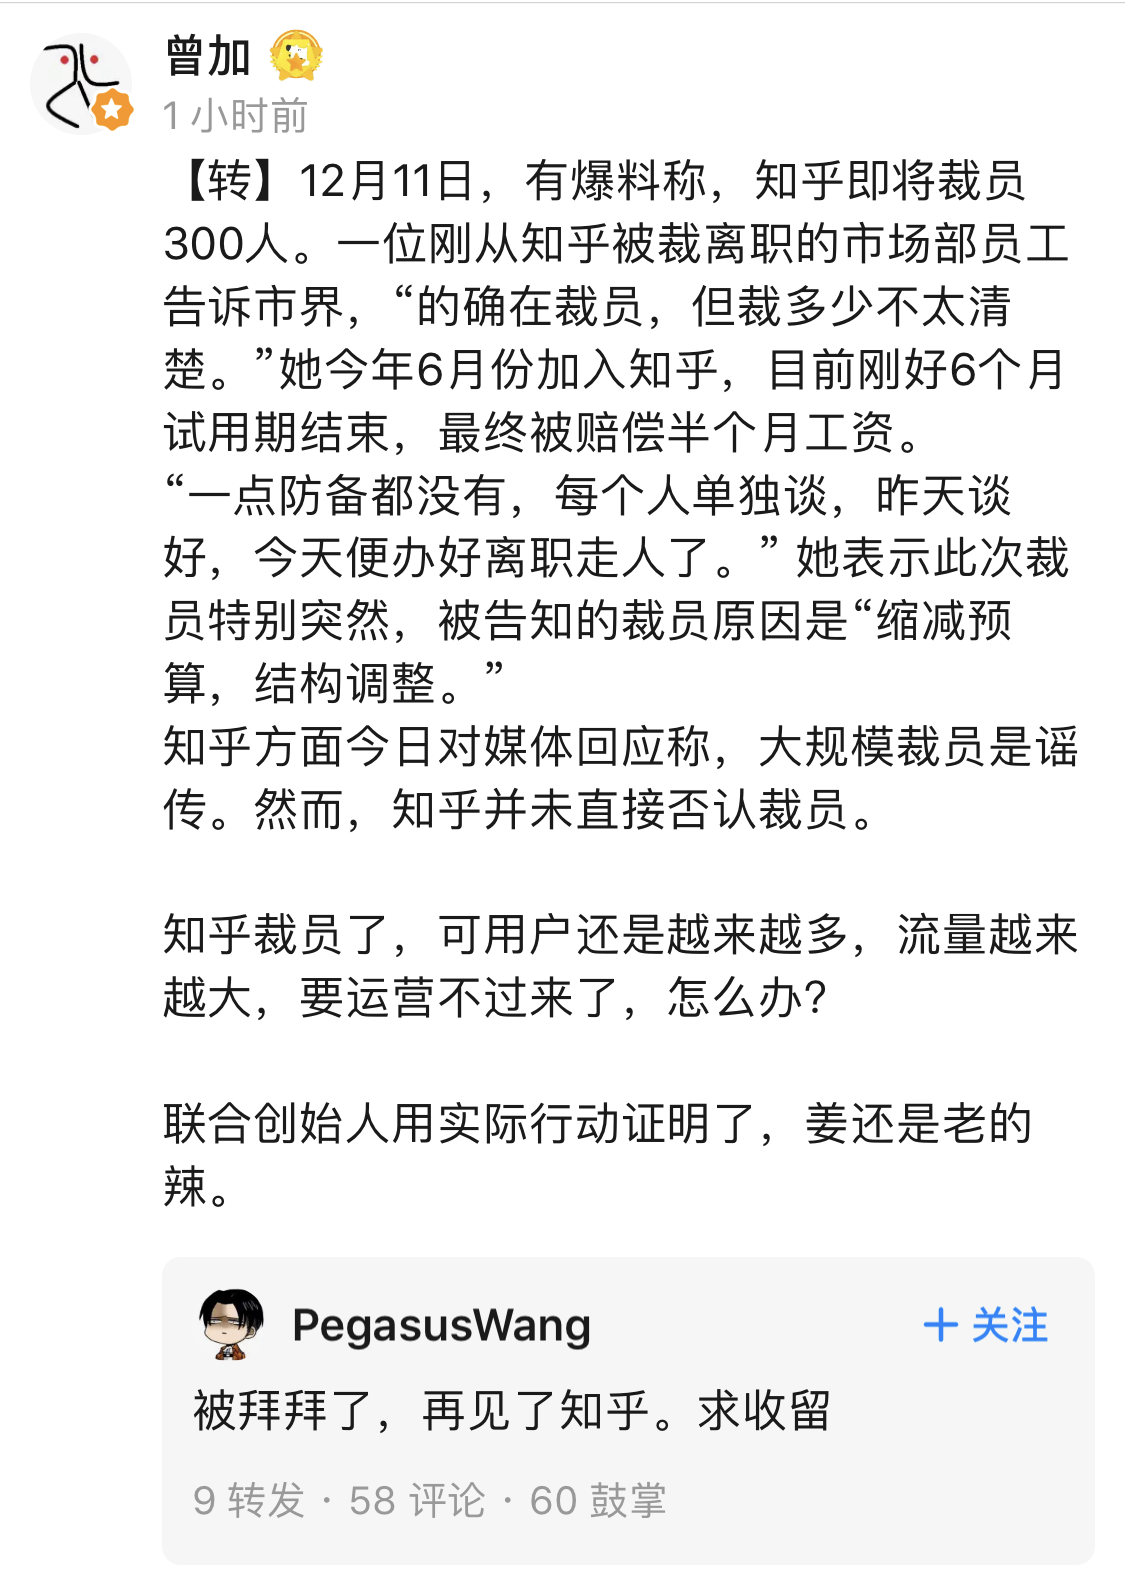 曾加
1 小时前
【转】12月11日，有爆料称，知乎即将裁员
300人。一位刚从知乎被裁离职的市场部员工
告诉市界，“的确在裁员，但裁多少不太清
楚。”她今年6月份加入知乎，目前刚好6个月
试用期结束，最终被赔偿半个月工资。
“一点防备都没有，每个人单独谈，昨天谈
好，今天便办好离职走人了。” 她表示此次裁
员特别突然，被告知的裁员原因是“缩减预
算，结构调整。”
知乎方面今日对媒体回应称，大规模裁员是谣
传。然而，知乎并未直接否认裁员。
知乎裁员了，可用户还是越来越多，流量越来
越大，要运营不过来了，怎么办?
联合创始人用实际行动证明了，姜还是老的
辣。
PegasusWang
+ 关注
被拜拜了，再见了知乎。求收留
9 转发 · 58 评论 · 60 鼓掌